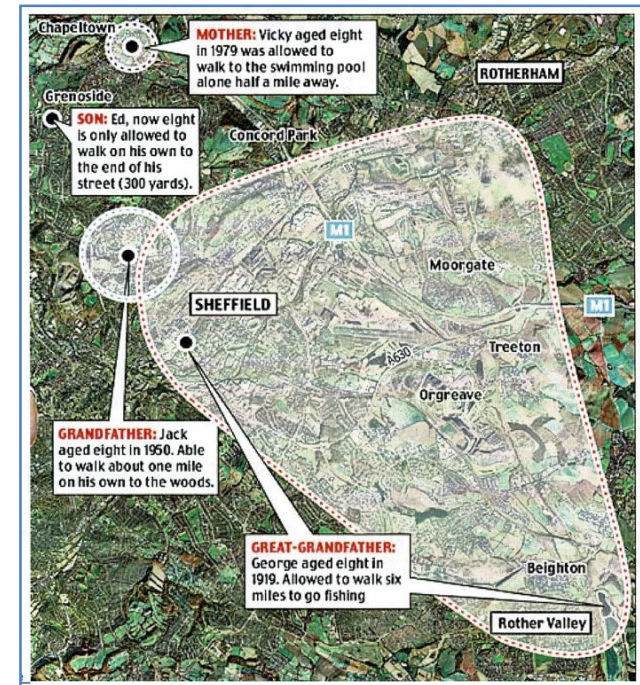 Chapeltown
MOTHER: Vicky aged eight
in 1979 was allowed to
walk to the swimming pool
alone half a mile away.
ROTHERHAM
Grenoside
SON: Ed, now eight
is only allowed to
walk on his own to
the end of his
street (300 yards).
Concord Park
M1
Moorgate
SHEFFIELD
M1
Treeton
A630
Orgreave
GRANDFATHER: Jack
aged eight in 1950. Able
to walk about one mile
on his own to the woods.
GREAT-GRANDFATHER:
George aged eight in
1919. Allowed to walk six
miles to go fishing
Beighton
Rother Valley